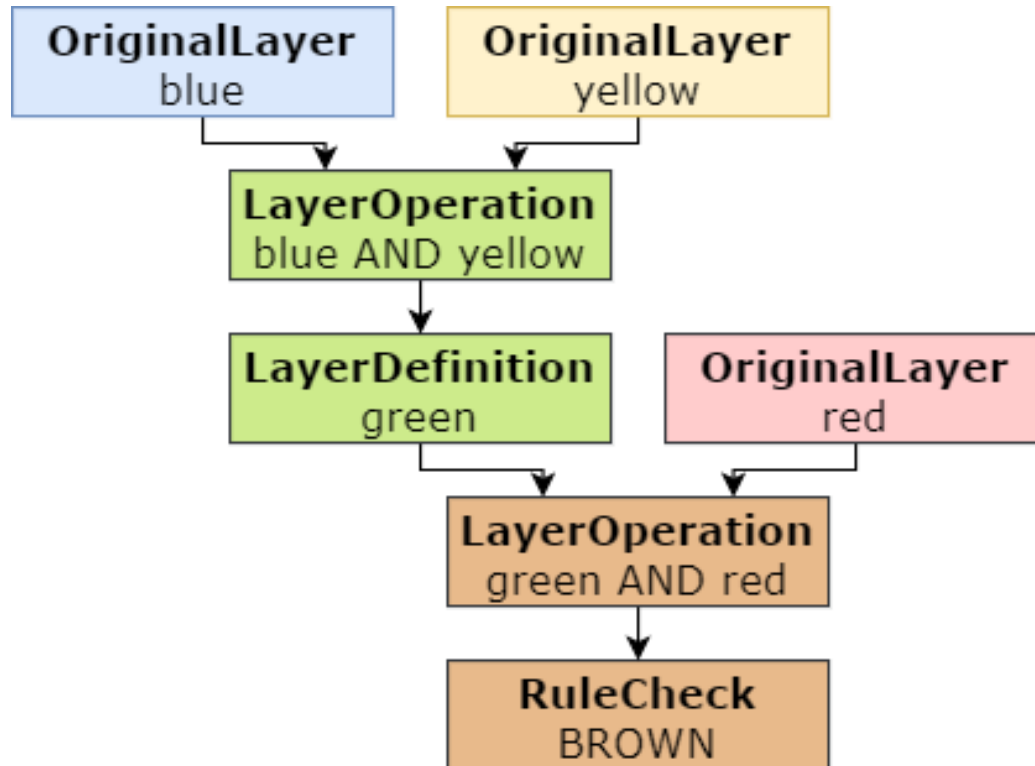 OriginalLayer
blue
OriginalLayer
yellow
LayerOperation
blue AND yellow
LayerDefinition
green
OriginalLayer
red
LayerOperation
green AND red
RuleCheck
BROWN